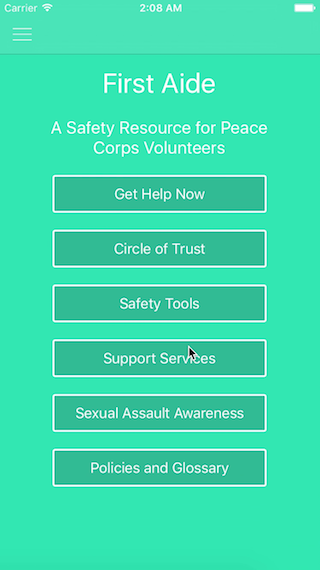 Carrier 2:08 AM
First Aide
A Safety Resource for Peace
Corps Volunteers
Get Help Now
Circle of Trust
Safety Tools
Support Services
Sexual Assault Awareness
Policies and Glossary